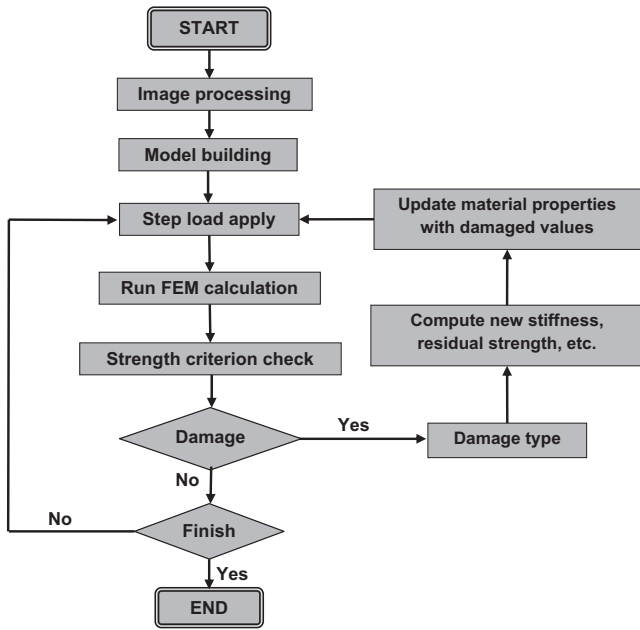 START
Image processing
Model building
Step load apply
Run FEM calculation
Strength criterion check
Damage
Yes
Damage type
Compute new stiffness,
residual strength, etc.
Update material properties
with damaged values
No
Finish
No
Yes
END